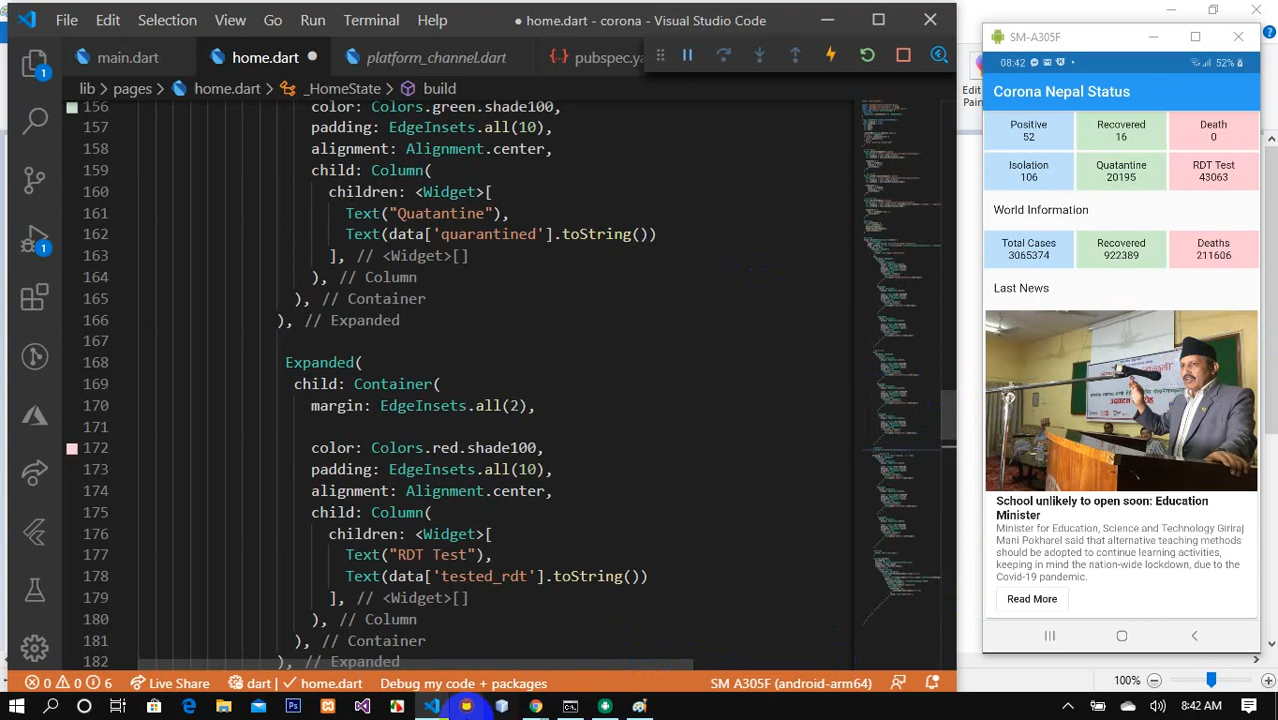 File Edit Selection View Go Run Terminal Help
● home.dart - corona - Visual Studio Code
main.dart
home.dart
platform_channel.dart
pubspec.ya
lib > pages > home.dart > _HomeState > build
156 color: Colors.green.shade100,
157 padding: EdgeInsets.all(10),
158 alignment: Alignment.center,
159 child: Column(
160 children: <Widget>[
161 Text("Quatantine"),
162 Text(data['quarantined'].toString())
163 ], // <Widget>[]
164 ), // Column
165 ), // Container
166 ), // Expanded
167
168 Expanded(
169 child: Container(
170 margin: EdgeInsets.all(2),
171
172 color: Colors.red.shade100,
173 padding: EdgeInsets.all(10),
174 alignment: Alignment.center,
175 child: Column(
176 children: <Widget>[
177 Text("RDT Test"),
178 Text(data['tested_rdt'].toString())
179 ], // <Widget>[]
180 ), // Column
181 ), // Container
182 ), // Expanded
0 0 6 Live Share dart | ✓ home.dart Debug my code + packages SM A305F (android-arm64)
1
1
Edit
Pain
SM-A305F
08:42 52%
Corona Nepal Status
Positive
52
Recovered
16
Death
0
Isolation
106
Quatantine
20195
RDT Test
43063
World Information
Total Case
3065374
Recovered
922389
Deaths
211606
Last News
School unlikely to open soon: Education
Minister
Minister for Education, Science and Technology Giriraj
Mani Pokharel said that alternative teaching methods
should be adopted to continue learning activities,
keeping in mind the nation-wide lockdown, due to the
Covid-19 pandemic.
Read More
100%
8:42 AM